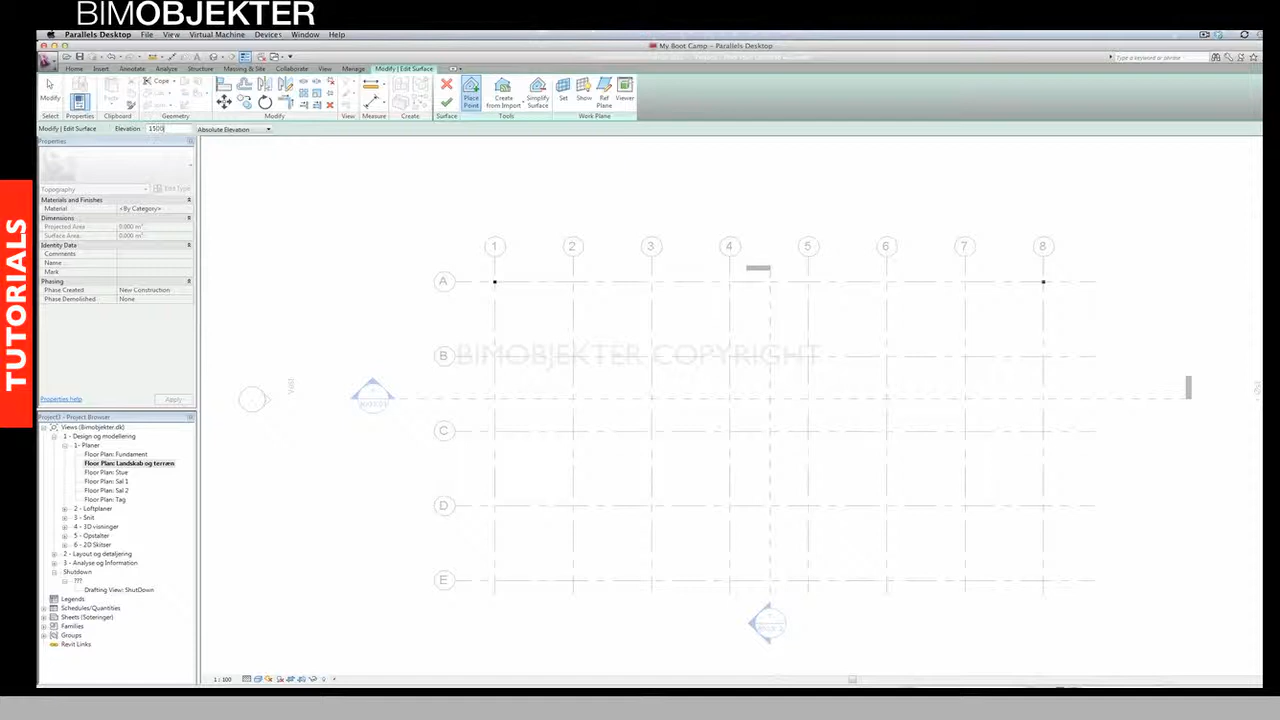 BIMOBJEKTER
Parallels Desktop File View Virtual Machine Devices Window Help
My Boot Camp - Parallels Desktop
Type a keyword or phrase
Home Insert Annotate Analyze Structure Massing & Site Collaborate View Manage Modify | Edit Surface
Modify Cope Paste Place Point Create from Import Simplify Surface Set Show Ref Plane Viewer
Select Properties Clipboard Geometry Modify View Measure Create Surface Tools Work Plane
Modify | Edit Surface Elevation: 1500 Absolute Elevation
Properties
Topography Edit Type
Materials and Finishes
Material <By Category>
Dimensions
Projected Area 0.000 m²
Surface Area 0.000 m²
Identity Data
Comments
Name
Mark
Phasing
Phase Created New Construction
Phase Demolished None
Properties help Apply
Project3 - Project Browser
Views (Bimobjekter.dk)
1 - Design og modellering
1- Planer
Floor Plan: Fundament
Floor Plan: Landskab og terræn
Floor Plan: Stue
Floor Plan: Sal 1
Floor Plan: Sal 2
Floor Plan: Tag
2 - Loftplaner
3 - Snit
4 - 3D visninger
5 - Opstalter
6 - 2D Skitser
2 - Layout og detaljering
3 - Analyse og Information
Shutdown
???
Drafting View: ShutDown
Legends
Schedules/Quantities
Sheets (Soteringer)
Families
Groups
Revit Links
TUTORIALS
1 2 3 4 5 6 7 8
A
B
BIMOBJEKTER COPYRIGHT
C
D
E
1 : 100